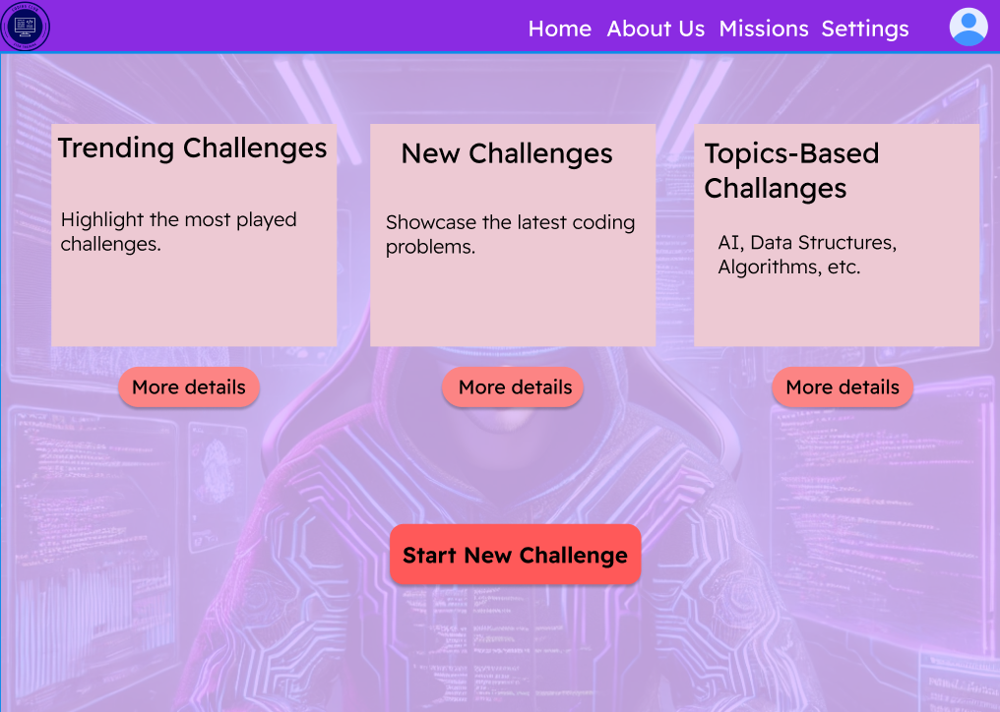 Home About Us Missions Settings
Trending Challenges
Highlight the most played
challenges.
New Challenges
Showcase the latest coding
problems.
Topics-Based
Challanges
AI, Data Structures,
Algorithms, etc.
More details
More details
More details
Start New Challenge